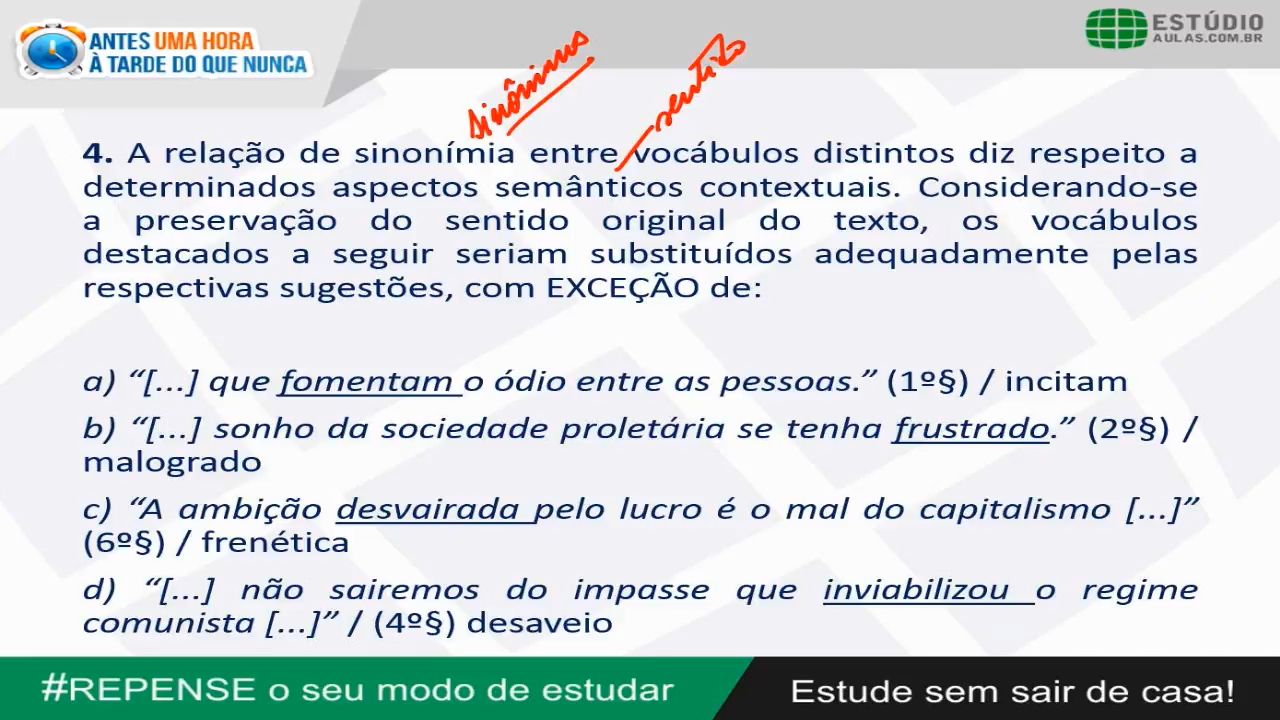 ANTES UMA HORA
À TARDE DO QUE NUNCA
ESTÚDIO
AULAS.COM.BR
sinônimos
sentido
4. A relação de sinonímia entre vocábulos distintos diz respeito a
determinados aspectos semânticos contextuais. Considerando-se
a preservação do sentido original do texto, os vocábulos
destacados a seguir seriam substituídos adequadamente pelas
respectivas sugestões, com EXCEÇÃO de:
a) “[...] que fomentam o ódio entre as pessoas.” (1º§) / incitam
b) “[...] sonho da sociedade proletária se tenha frustrado.” (2º§) /
malogrado
c) “A ambição desvairada pelo lucro é o mal do capitalismo [...]”
(6º§) / frenética
d) “[...] não sairemos do impasse que inviabilizou o regime
comunista [...]” / (4º§) desaveio
#REPENSE o seu modo de estudar
Estude sem sair de casa!